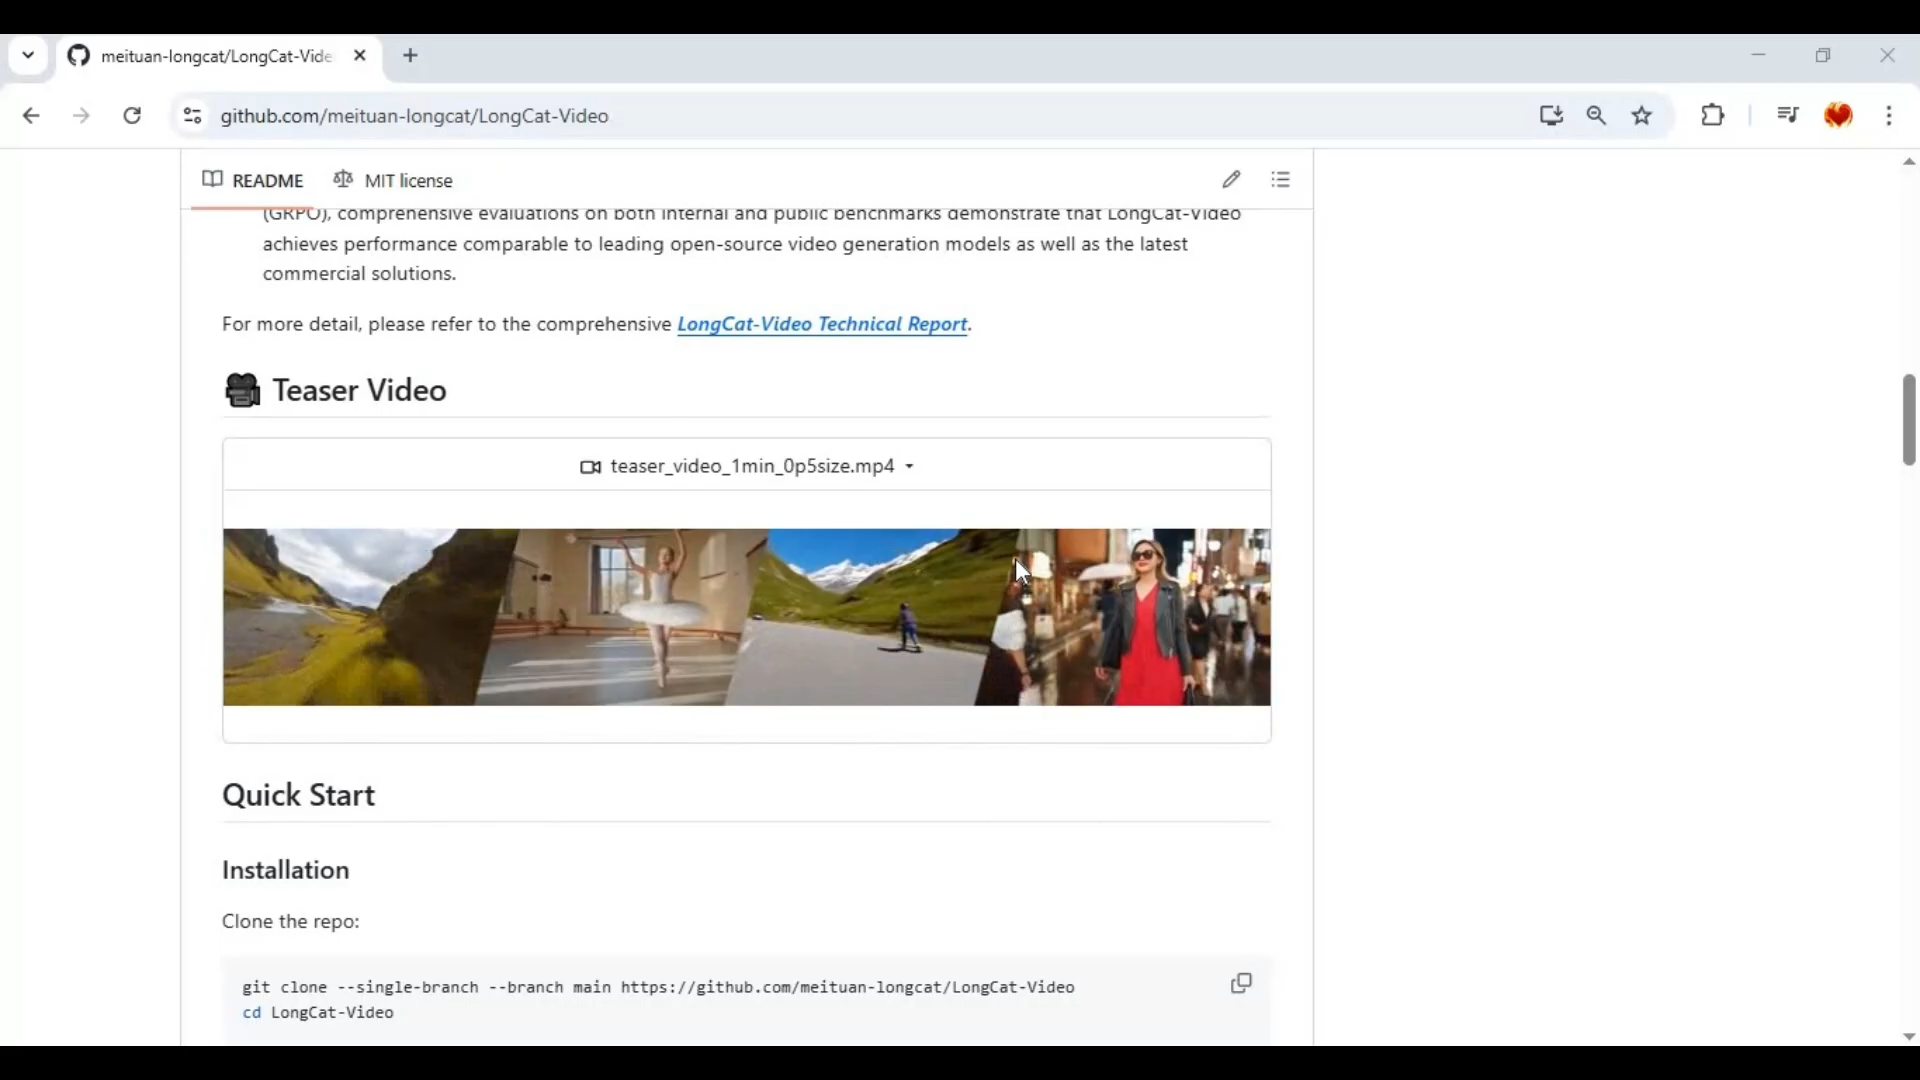 meituan-longcat/LongCat-Vide
github.com/meituan-longcat/LongCat-Video
README MIT license
(GRPO), comprehensive evaluations on both internal and public benchmarks demonstrate that LongCat-Video
achieves performance comparable to leading open-source video generation models as well as the latest
commercial solutions.
For more detail, please refer to the comprehensive LongCat-Video Technical Report.
Teaser Video
teaser_video_1min_0p5size.mp4
Quick Start
Installation
Clone the repo:
git clone --single-branch --branch main https://github.com/meituan-longcat/LongCat-Video
cd LongCat-Video